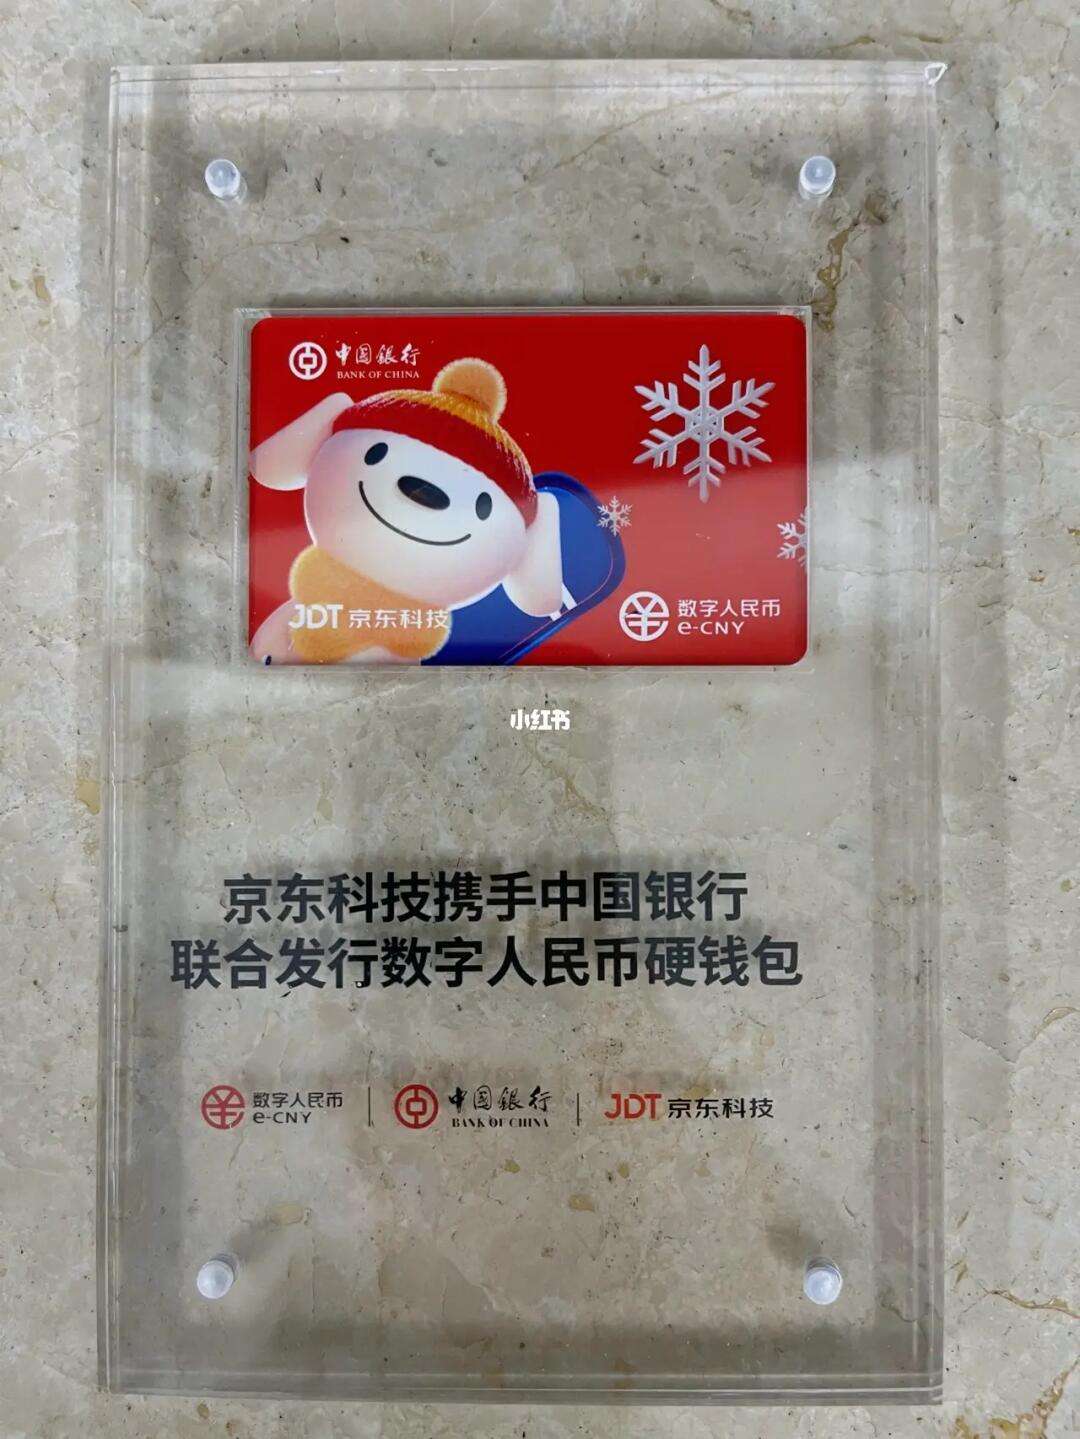 中国银行
BANK OF CHINA
JDT 京东科技
数字人民币
e-CNY
小红书
京东科技携手中国银行
联合发行数字人民币硬钱包
数字人民币
e-CNY
中国银行
BANK OF CHINA
JDT 京东科技